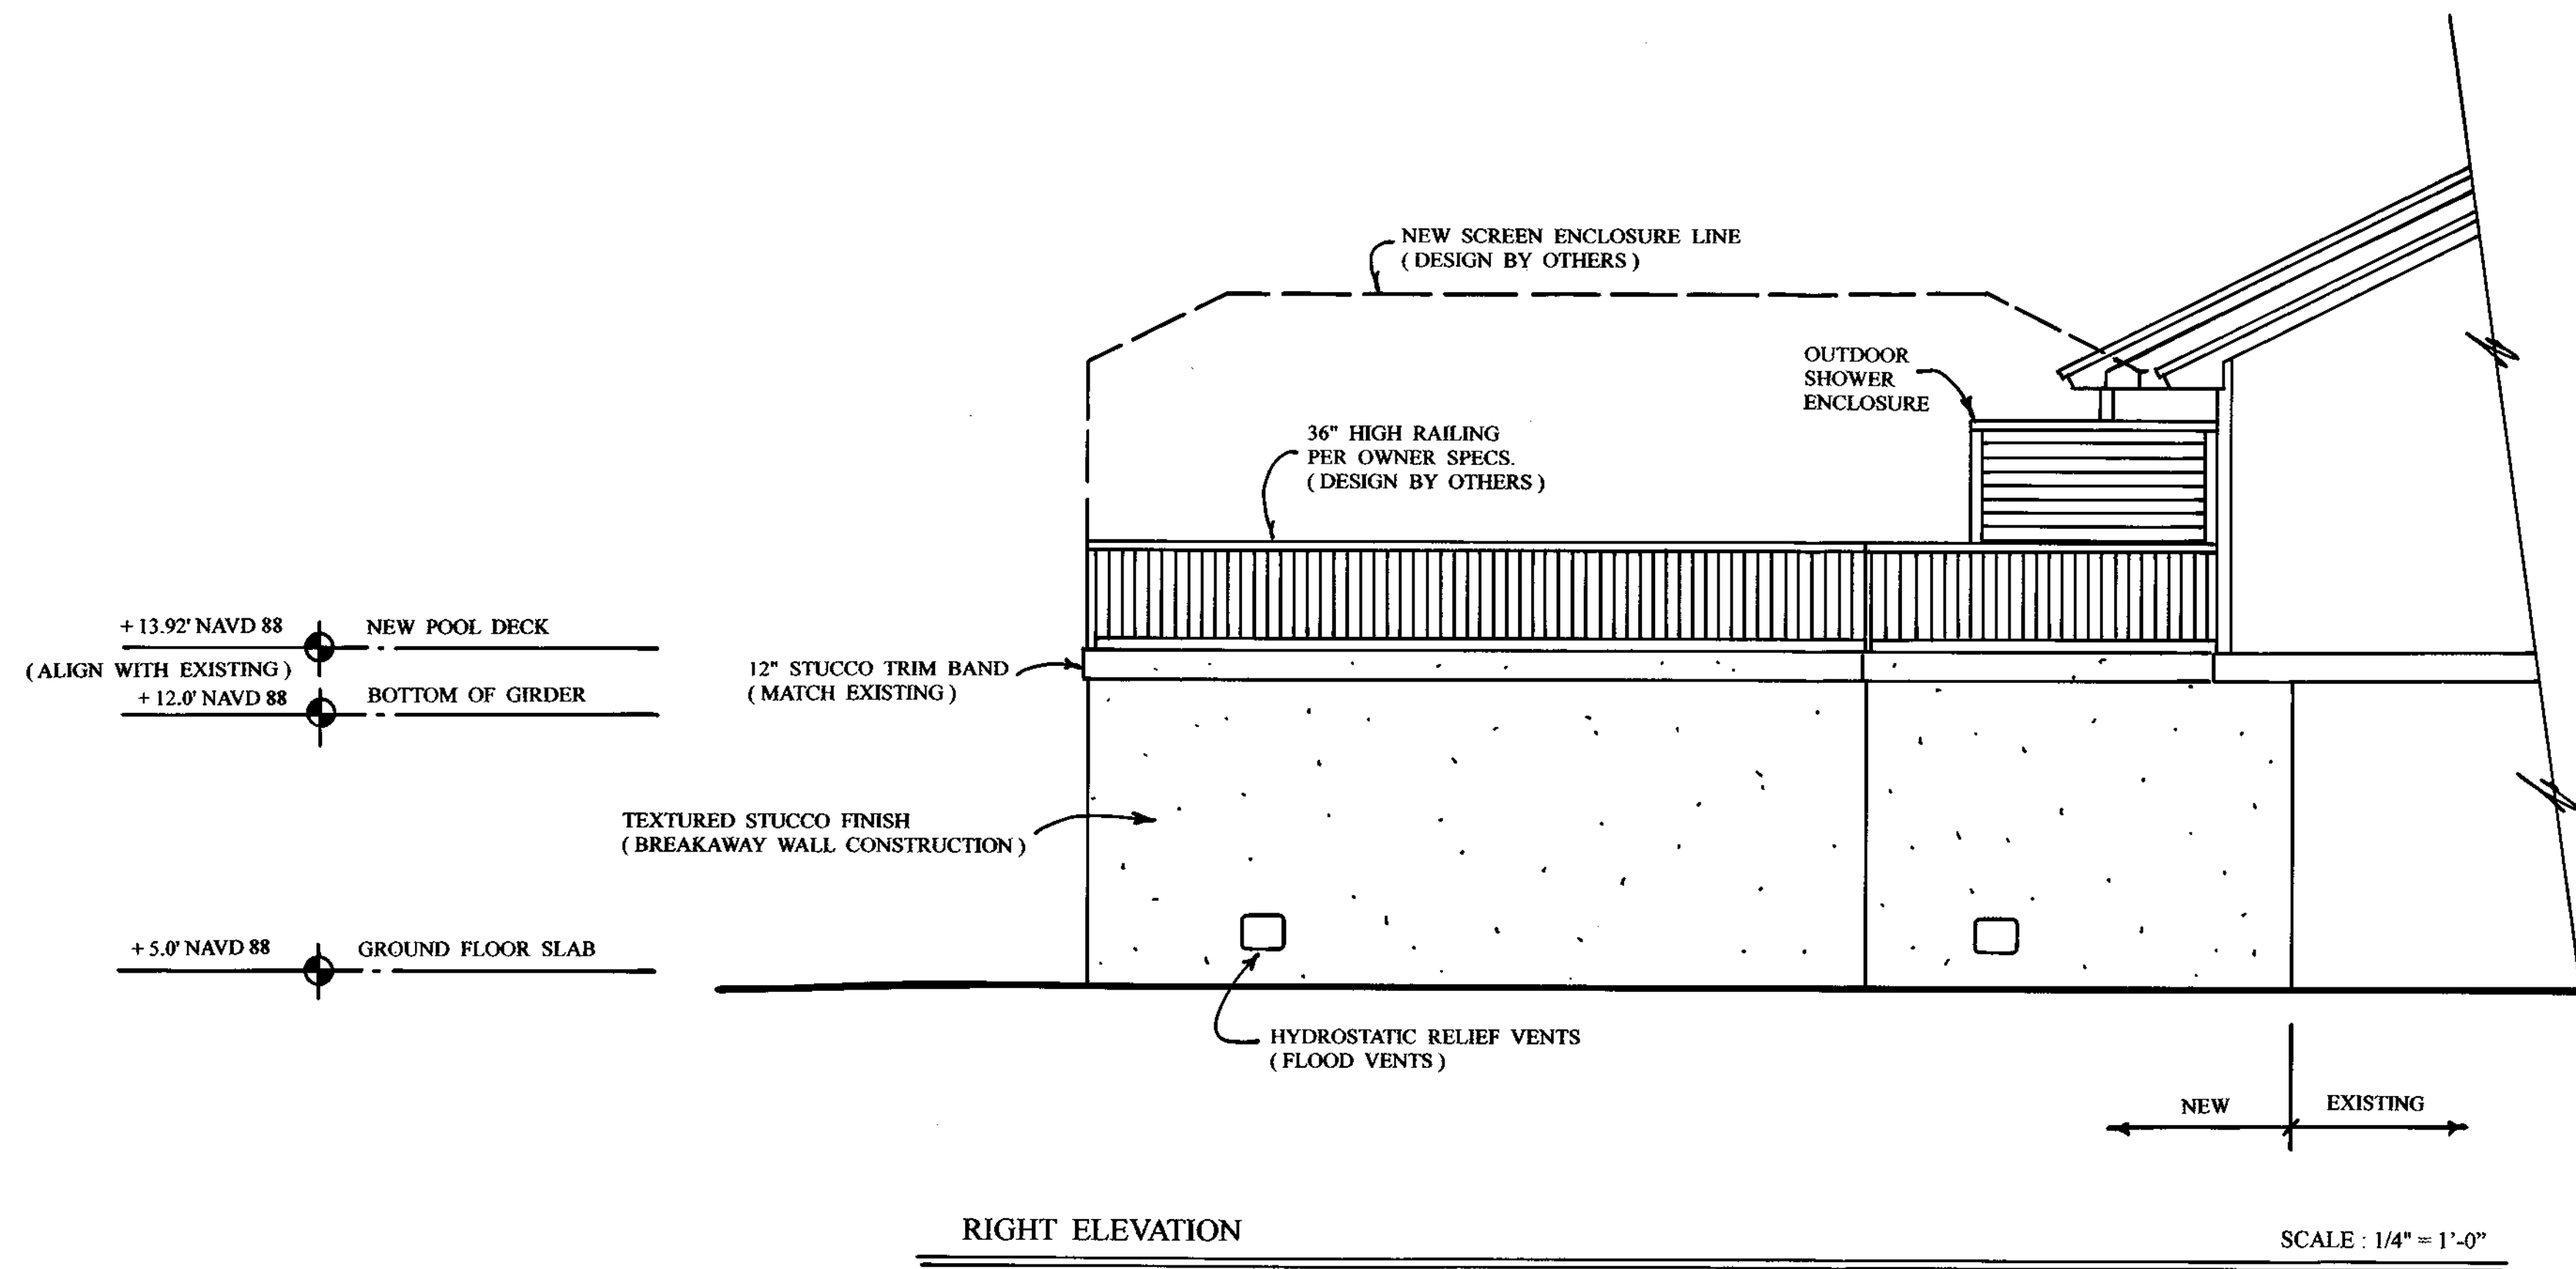 NEW SCREEN ENCLOSURE LINE
( DESIGN BY OTHERS )
OUTDOOR
SHOWER
ENCLOSURE
36" HIGH RAILING
PER OWNER SPECS.
( DESIGN BY OTHERS )
+ 13.92' NAVD 88 NEW POOL DECK
( ALIGN WITH EXISTING )
+ 12.0' NAVD 88 BOTTOM OF GIRDER
12" STUCCO TRIM BAND
( MATCH EXISTING )
TEXTURED STUCCO FINISH
( BREAKAWAY WALL CONSTRUCTION )
+ 5.0' NAVD 88 GROUND FLOOR SLAB
HYDROSTATIC RELIEF VENTS
( FLOOD VENTS )
NEW EXISTING
RIGHT ELEVATION
SCALE : 1/4" = 1'-0"